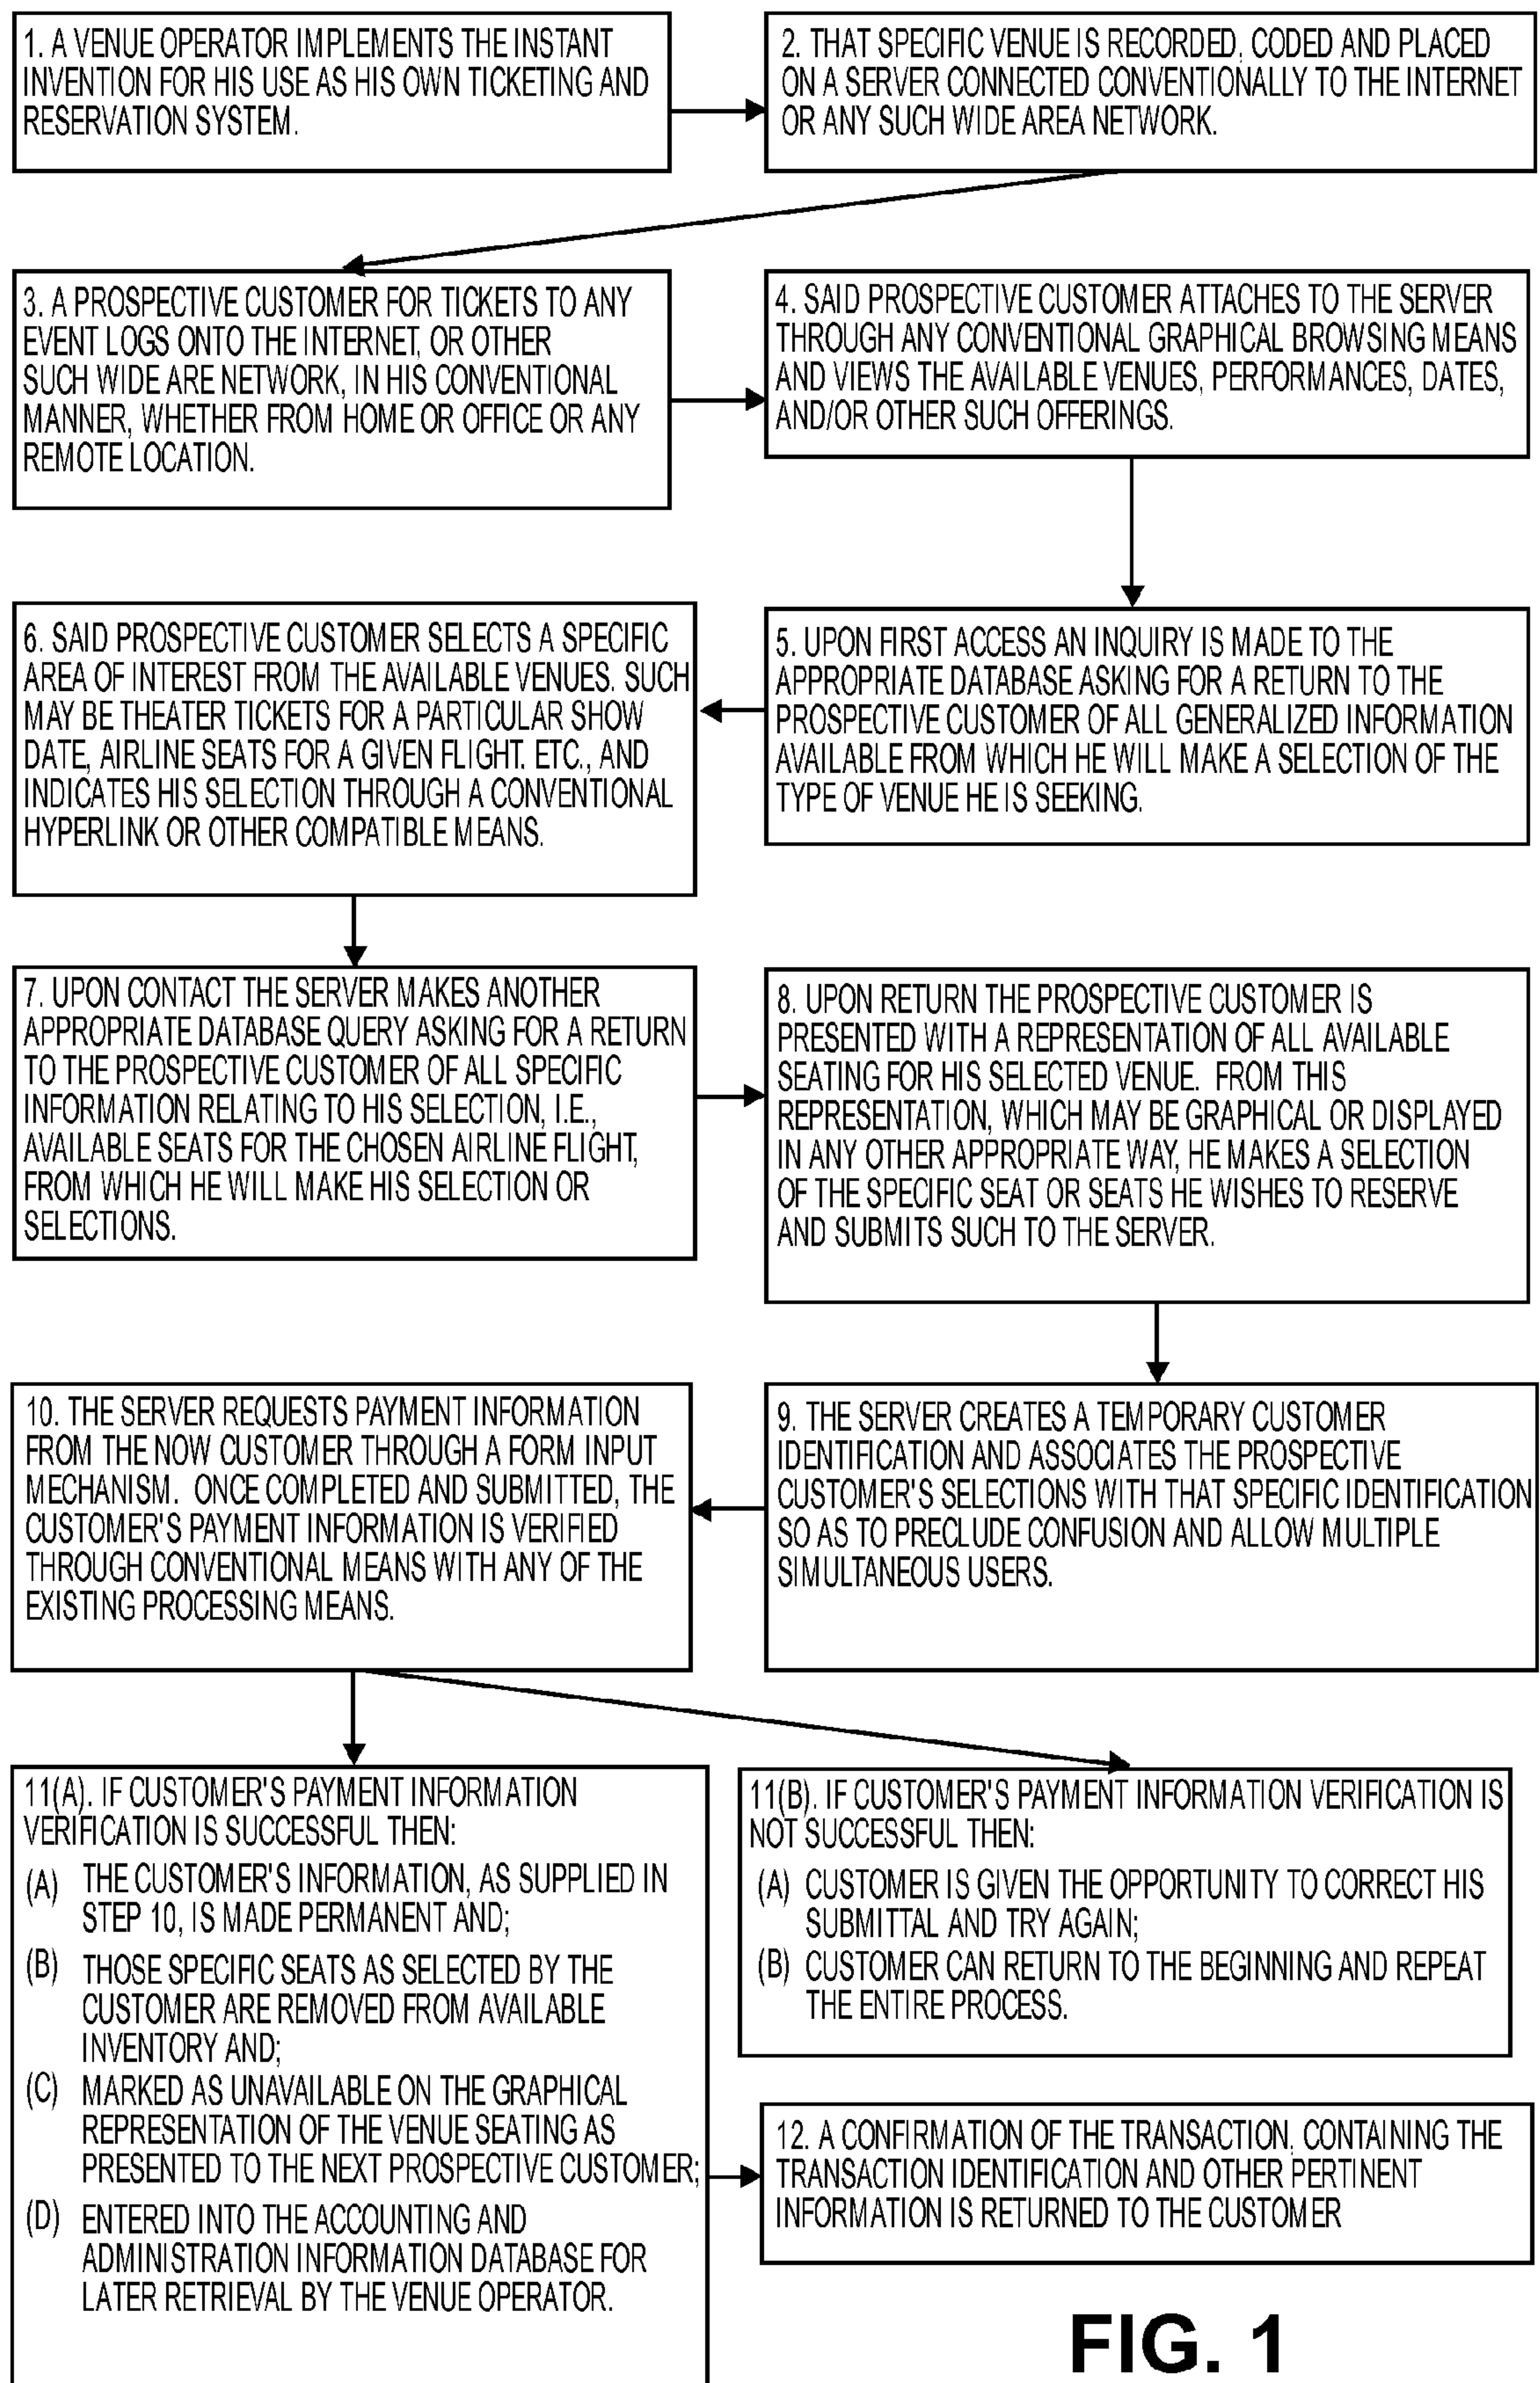 1. A VENUE OPERATOR IMPLEMENTS THE INSTANT
INVENTION FOR HIS USE AS HIS OWN TICKETING AND
RESERVATION SYSTEM.
2. THAT SPECIFIC VENUE IS RECORDED, CODED AND PLACED
ON A SERVER CONNECTED CONVENTIONALLY TO THE INTERNET
OR ANY SUCH WIDE AREA NETWORK.
3. A PROSPECTIVE CUSTOMER FOR TICKETS TO ANY
EVENT LOGS ONTO THE INTERNET, OR OTHER
SUCH WIDE ARE NETWORK, IN HIS CONVENTIONAL
MANNER, WHETHER FROM HOME OR OFFICE OR ANY
REMOTE LOCATION.
4. SAID PROSPECTIVE CUSTOMER ATTACHES TO THE SERVER
THROUGH ANY CONVENTIONAL GRAPHICAL BROWSING MEANS
AND VIEWS THE AVAILABLE VENUES, PERFORMANCES, DATES,
AND/OR OTHER SUCH OFFERINGS.
5. UPON FIRST ACCESS AN INQUIRY IS MADE TO THE
APPROPRIATE DATABASE ASKING FOR A RETURN TO THE
PROSPECTIVE CUSTOMER OF ALL GENERALIZED INFORMATION
AVAILABLE FROM WHICH HE WILL MAKE A SELECTION OF THE
TYPE OF VENUE HE IS SEEKING.
6. SAID PROSPECTIVE CUSTOMER SELECTS A SPECIFIC
AREA OF INTEREST FROM THE AVAILABLE VENUES. SUCH
MAY BE THEATER TICKETS FOR A PARTICULAR SHOW
DATE, AIRLINE SEATS FOR A GIVEN FLIGHT. ETC., AND
INDICATES HIS SELECTION THROUGH A CONVENTIONAL
HYPERLINK OR OTHER COMPATIBLE MEANS.
7. UPON CONTACT THE SERVER MAKES ANOTHER
APPROPRIATE DATABASE QUERY ASKING FOR A RETURN
TO THE PROSPECTIVE CUSTOMER OF ALL SPECIFIC
INFORMATION RELATING TO HIS SELECTION, I.E.,
AVAILABLE SEATS FOR THE CHOSEN AIRLINE FLIGHT,
FROM WHICH HE WILL MAKE HIS SELECTION OR
SELECTIONS.
8. UPON RETURN THE PROSPECTIVE CUSTOMER IS
PRESENTED WITH A REPRESENTATION OF ALL AVAILABLE
SEATING FOR HIS SELECTED VENUE. FROM THIS
REPRESENTATION, WHICH MAY BE GRAPHICAL OR DISPLAYED
IN ANY OTHER APPROPRIATE WAY, HE MAKES A SELECTION
OF THE SPECIFIC SEAT OR SEATS HE WISHES TO RESERVE
AND SUBMITS SUCH TO THE SERVER.
9. THE SERVER CREATES A TEMPORARY CUSTOMER
IDENTIFICATION AND ASSOCIATES THE PROSPECTIVE
CUSTOMER'S SELECTIONS WITH THAT SPECIFIC IDENTIFICATION
SO AS TO PRECLUDE CONFUSION AND ALLOW MULTIPLE
SIMULTANEOUS USERS.
10. THE SERVER REQUESTS PAYMENT INFORMATION
FROM THE NOW CUSTOMER THROUGH A FORM INPUT
MECHANISM. ONCE COMPLETED AND SUBMITTED, THE
CUSTOMER'S PAYMENT INFORMATION IS VERIFIED
THROUGH CONVENTIONAL MEANS WITH ANY OF THE
EXISTING PROCESSING MEANS.
11(A). IF CUSTOMER'S PAYMENT INFORMATION
VERIFICATION IS SUCCESSFUL THEN:
(A) THE CUSTOMER'S INFORMATION, AS SUPPLIED IN
STEP 10, IS MADE PERMANENT AND;
(B) THOSE SPECIFIC SEATS AS SELECTED BY THE
CUSTOMER ARE REMOVED FROM AVAILABLE
INVENTORY AND;
(C) MARKED AS UNAVAILABLE ON THE GRAPHICAL
REPRESENTATION OF THE VENUE SEATING AS
PRESENTED TO THE NEXT PROSPECTIVE CUSTOMER;
(D) ENTERED INTO THE ACCOUNTING AND
ADMINISTRATION INFORMATION DATABASE FOR
LATER RETRIEVAL BY THE VENUE OPERATOR.
11(B). IF CUSTOMER'S PAYMENT INFORMATION VERIFICATION IS
NOT SUCCESSFUL THEN:
(A) CUSTOMER IS GIVEN THE OPPORTUNITY TO CORRECT HIS
SUBMITTAL AND TRY AGAIN;
(B) CUSTOMER CAN RETURN TO THE BEGINNING AND REPEAT
THE ENTIRE PROCESS.
12. A CONFIRMATION OF THE TRANSACTION, CONTAINING THE
TRANSACTION IDENTIFICATION AND OTHER PERTINENT
INFORMATION IS RETURNED TO THE CUSTOMER
FIG. 1